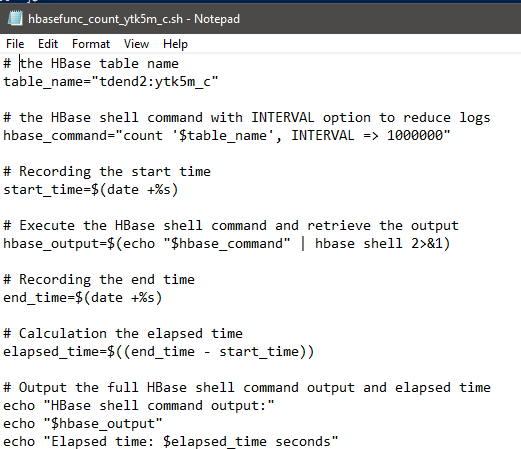 hbasefunc_count_ytk5m_c.sh - Notepad
File Edit Format View Help
# the HBase table name
table_name="tdend2:ytk5m_c"
# the HBase shell command with INTERVAL option to reduce logs
hbase_command="count '$table_name', INTERVAL => 1000000"
# Recording the start time
start_time=$(date +%s)
# Execute the HBase shell command and retrieve the output
hbase_output=$(echo "$hbase_command" | hbase shell 2>&1)
# Recording the end time
end_time=$(date +%s)
# Calculation the elapsed time
elapsed_time=$((end_time - start_time))
# Output the full HBase shell command output and elapsed time
echo "HBase shell command output:"
echo "$hbase_output"
echo "Elapsed time: $elapsed_time seconds"